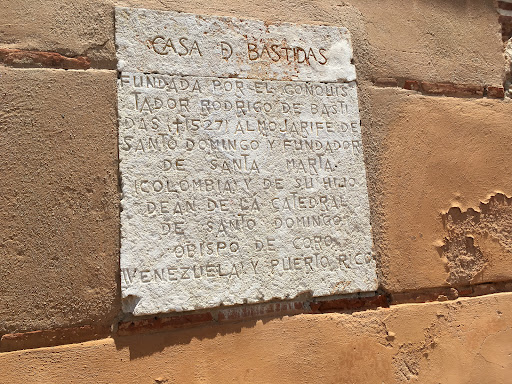 CASA D BASTIDAS
FUNDADA POR EL CONQUIS
TADOR RODRIGO DE BASTI
DAS (†1527) ALMOJARIFE DE
SANTO DOMINGO Y FUNDADOR
DE SANTA MARTA
(COLOMBIA) Y DE SU HIJO
DEAN DE LA CATEDRAL
DE SANTO DOMINGO
OBISPO DE CORO
(VENEZUELA) Y PUERTO RICO